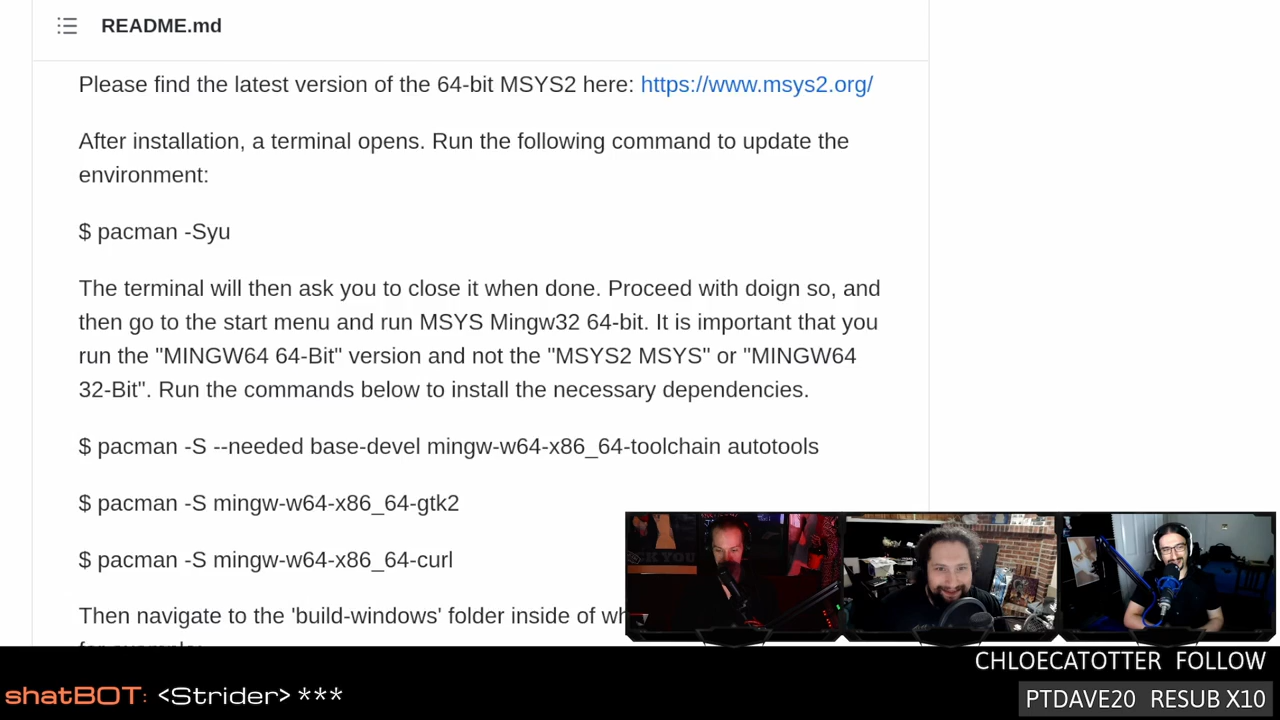 README.md
Please find the latest version of the 64-bit MSYS2 here: https://www.msys2.org/
After installation, a terminal opens. Run the following command to update the
environment:
$ pacman -Syu
The terminal will then ask you to close it when done. Proceed with doign so, and
then go to the start menu and run MSYS Mingw32 64-bit. It is important that you
run the "MINGW64 64-Bit" version and not the "MSYS2 MSYS" or "MINGW64
32-Bit". Run the commands below to install the necessary dependencies.
$ pacman -S --needed base-devel mingw-w64-x86_64-toolchain autotools
$ pacman -S mingw-w64-x86_64-gtk2
$ pacman -S mingw-w64-x86_64-curl
Then navigate to the 'build-windows' folder inside of
CHLOECATOTTER FOLLOW
shatBOT: <Strider> ***
PTDAVE20 RESUB X10